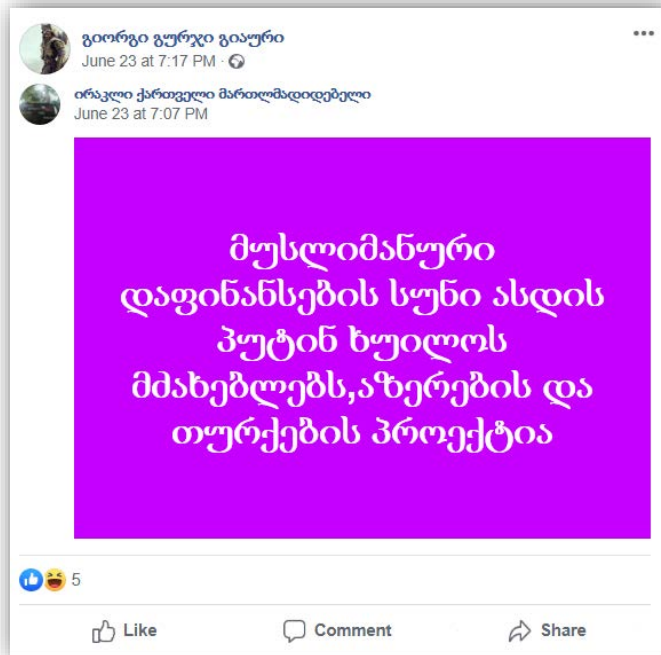 გიორგი გურჯი გიაური
June 23 at 7:17 PM ·
ირაკლი ქართველი მართლმადიდებელი
June 23 at 7:07 PM
მუსლიმანური
დაფინანსების სუნი ასდის
პუტინ ხუილოს
მძახებლებს,აზერების და
თურქების პროექტია
5
Like
Comment
Share